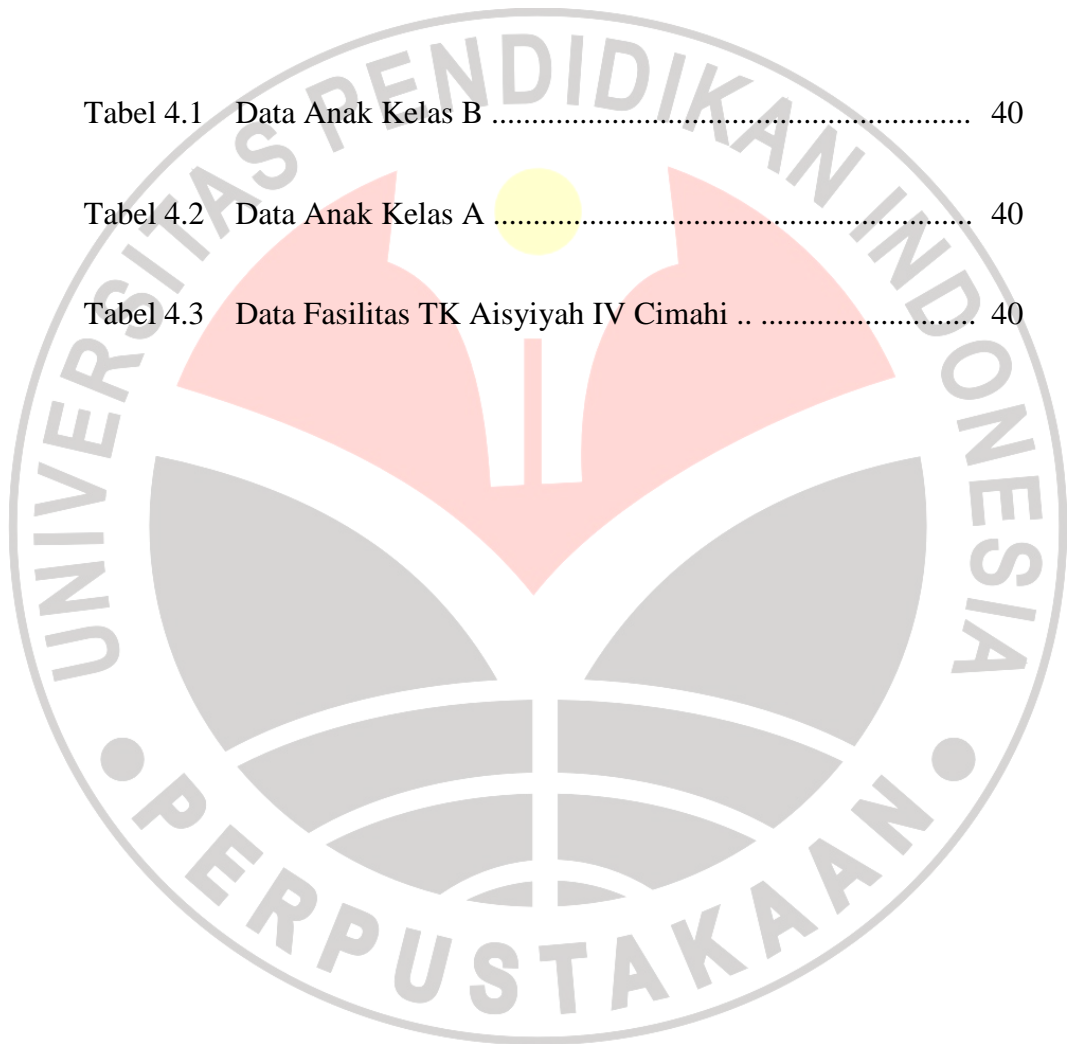 Tabel 4.1 Data Anak Kelas B ............................................................ 40
Tabel 4.2 Data Anak Kelas A ............................................................ 40
Tabel 4.3 Data Fasilitas TK Aisyiyah IV Cimahi .. ........................... 40
UNIVERSITAS PENDIDIKAN INDONESIA
PERPUSTAKAAN